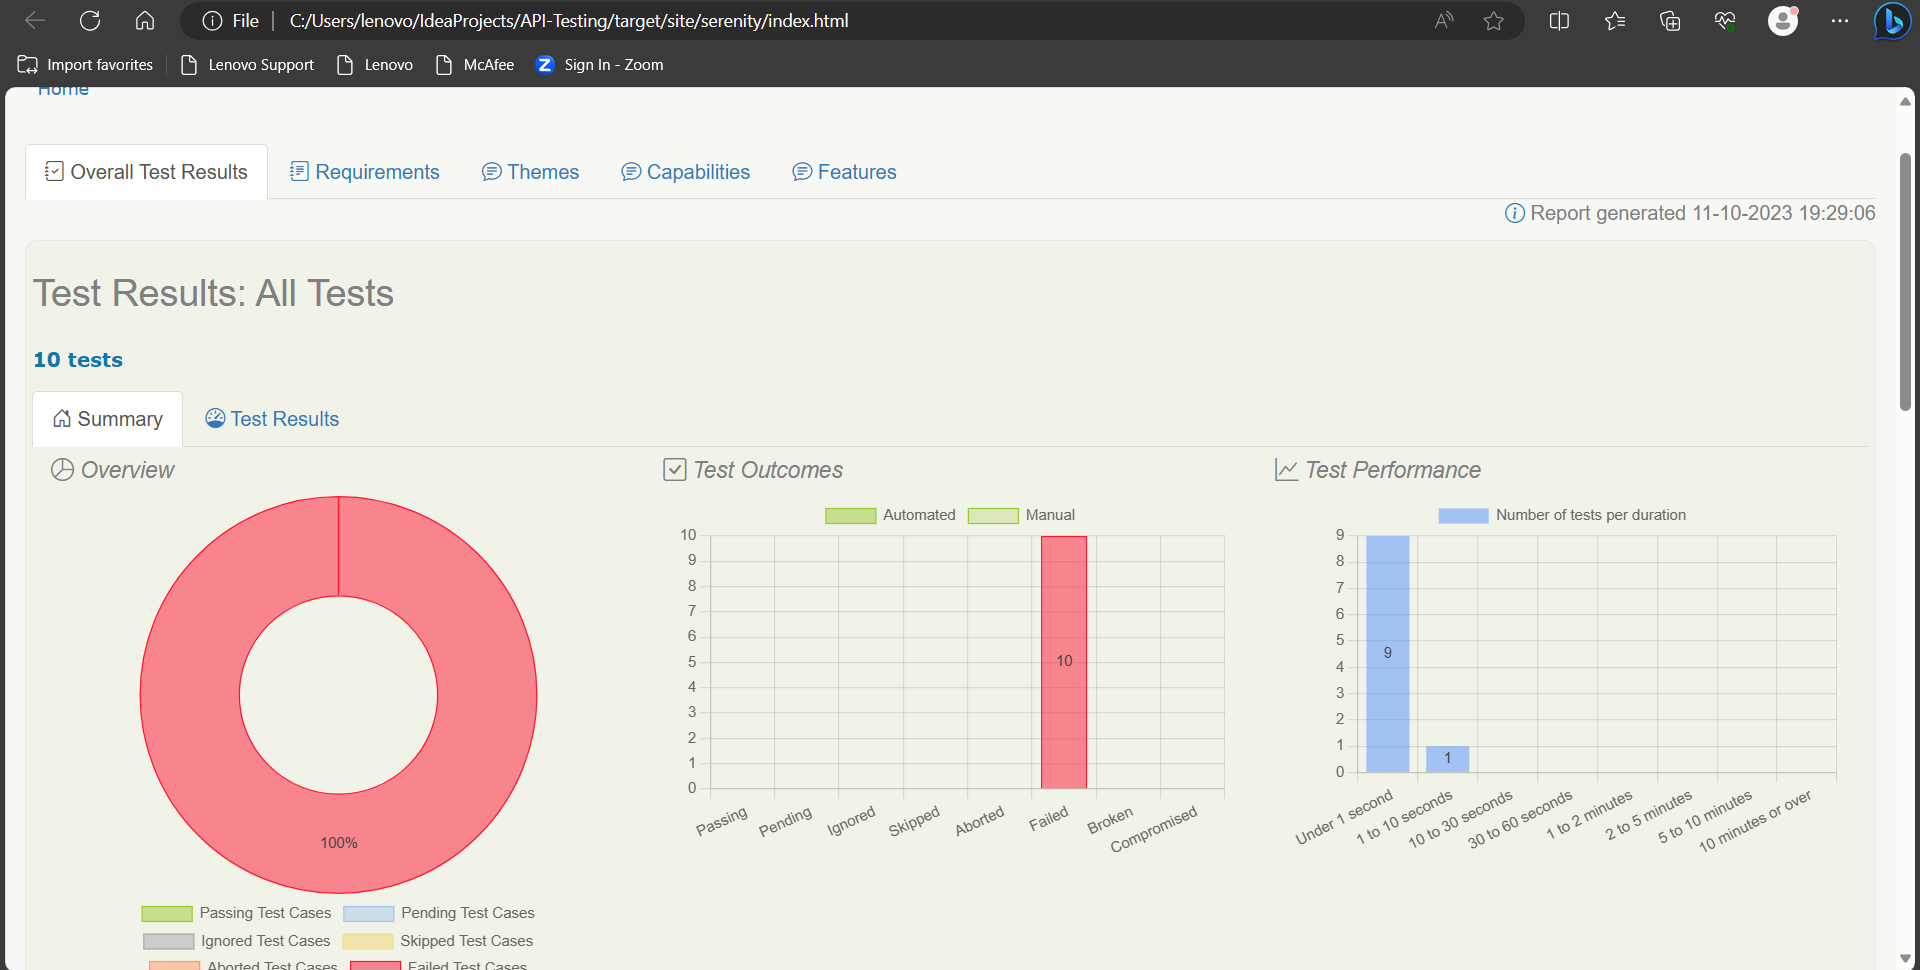 File C:/Users/lenovo/IdeaProjects/API-Testing/target/site/serenity/index.html
Import favorites Lenovo Support Lenovo McAfee Sign In - Zoom
Home
Overall Test Results Requirements Themes Capabilities Features
Report generated 11-10-2023 19:29:06
Test Results: All Tests
10 tests
Summary Test Results
Overview
100%
Passing Test Cases Pending Test Cases
Ignored Test Cases Skipped Test Cases
Aborted Test Cases Failed Test Cases
Test Outcomes
Automated Manual
10
9
8
7
6
5
4
3
2
1
0
10
Passing Pending Ignored Skipped Aborted Failed Broken Compromised
Test Performance
Number of tests per duration
9
8
7
6
5
4
3
2
1
0
9
1
Under 1 second 1 to 10 seconds 10 to 30 seconds 30 to 60 seconds 1 to 2 minutes 2 to 5 minutes 5 to 10 minutes 10 minutes or over